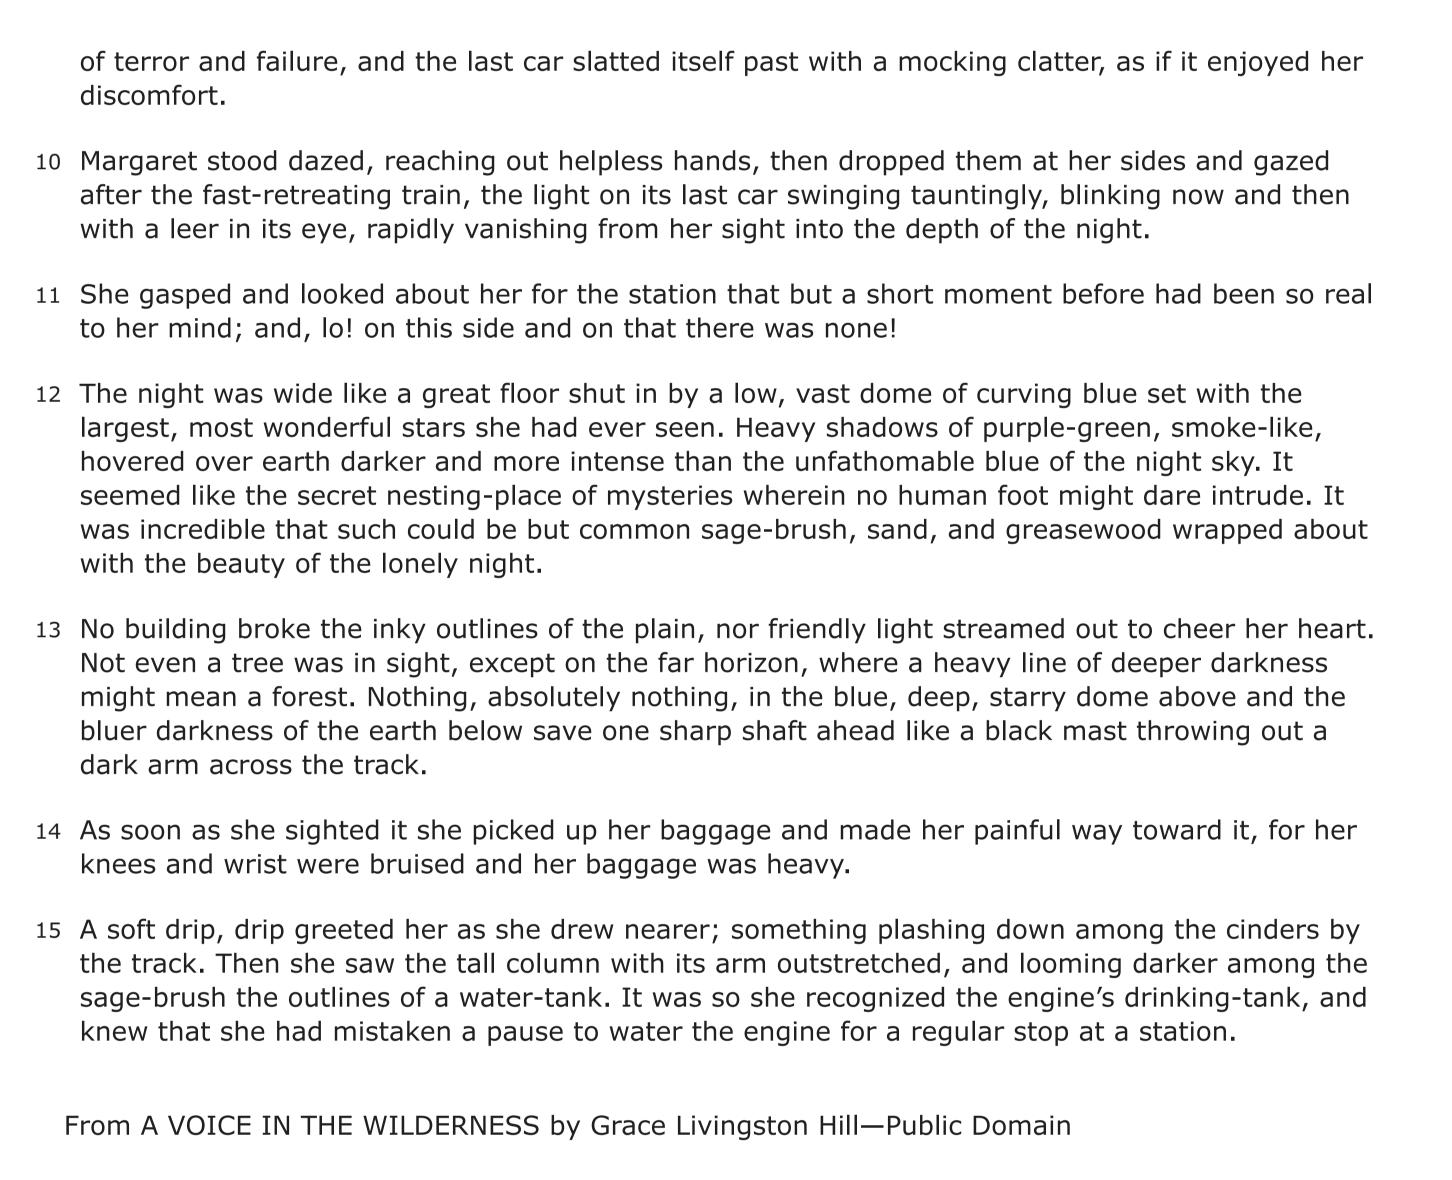 of terror and failure, and the last car slatted itself past with a mocking clatter, as if it enjoyed her
discomfort.
10 Margaret stood dazed, reaching out helpless hands, then dropped them at her sides and gazed
after the fast-retreating train, the light on its last car swinging tauntingly, blinking now and then
with a leer in its eye, rapidly vanishing from her sight into the depth of the night.
11 She gasped and looked about her for the station that but a short moment before had been so real
to her mind; and, lo! on this side and on that there was none!
12 The night was wide like a great floor shut in by a low, vast dome of curving blue set with the
largest, most wonderful stars she had ever seen. Heavy shadows of purple-green, smoke-like,
hovered over earth darker and more intense than the unfathomable blue of the night sky. It
seemed like the secret nesting-place of mysteries wherein no human foot might dare intrude. It
was incredible that such could be but common sage-brush, sand, and greasewood wrapped about
with the beauty of the lonely night.
13 No building broke the inky outlines of the plain, nor friendly light streamed out to cheer her heart.
Not even a tree was in sight, except on the far horizon, where a heavy line of deeper darkness
might mean a forest. Nothing, absolutely nothing, in the blue, deep, starry dome above and the
bluer darkness of the earth below save one sharp shaft ahead like a black mast throwing out a
dark arm across the track.
14 As soon as she sighted it she picked up her baggage and made her painful way toward it, for her
knees and wrist were bruised and her baggage was heavy.
15 A soft drip, drip greeted her as she drew nearer; something plashing down among the cinders by
the track. Then she saw the tall column with its arm outstretched, and looming darker among the
sage-brush the outlines of a water-tank. It was so she recognized the engine’s drinking-tank, and
knew that she had mistaken a pause to water the engine for a regular stop at a station.
From A VOICE IN THE WILDERNESS by Grace Livingston Hill—Public Domain